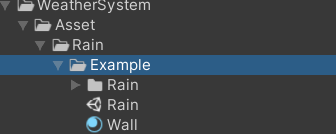 WeatherSystem
Asset
Rain
Example
Rain
Rain
Wall